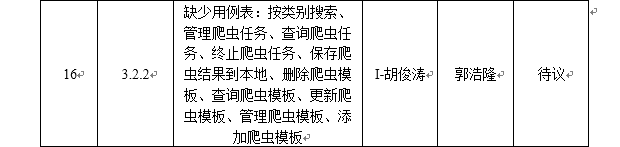 16
3.2.2
缺少用例表：按类别搜索、
管理爬虫任务、查询爬虫任
务、终止爬虫任务、保存爬
虫结果到本地、删除爬虫模
板、查询爬虫模板、更新爬
虫模板、管理爬虫模板、添
加爬虫模板
I-胡俊涛
郭浩隆
待议